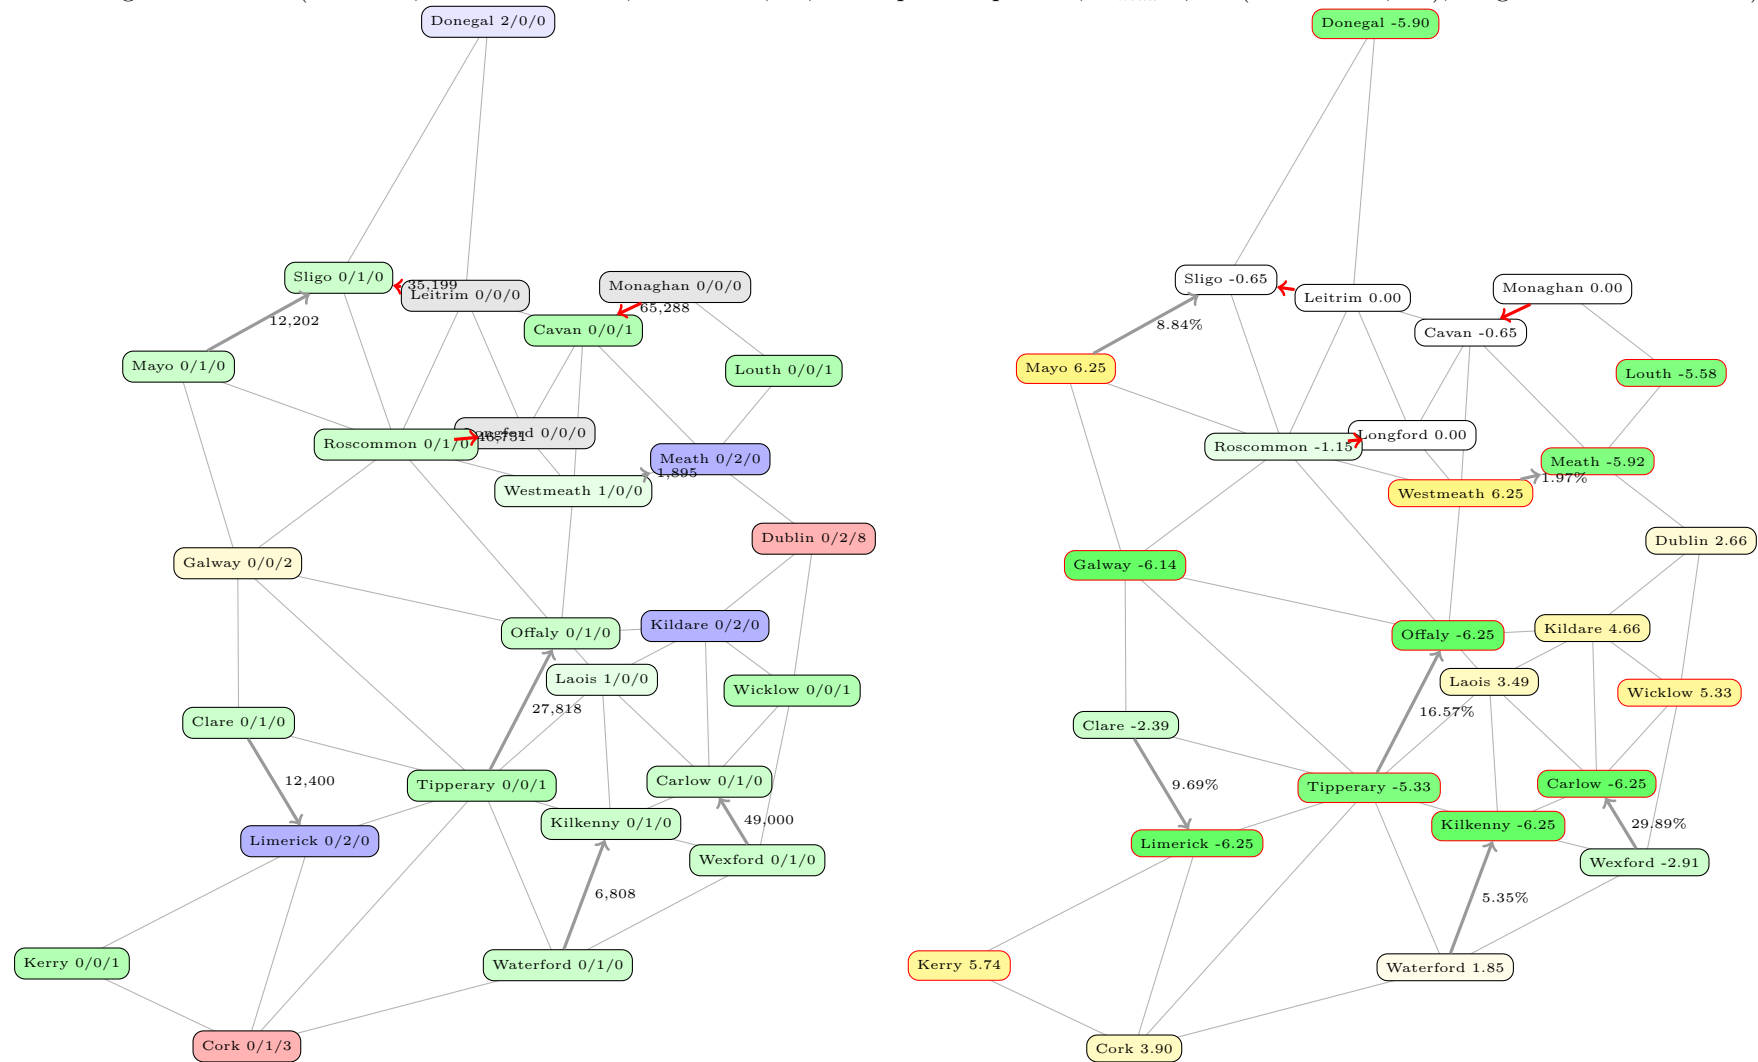 Donegal 2/0/0
Sligo 0/1/0
35,199
Leitrim 0/0/0
Monaghan 0/0/0
65,288
12,202
Cavan 0/0/1
Mayo 0/1/0
Louth 0/0/1
Roscommon 0/1/0
Longford 0/0/0
46,731
Meath 0/2/0
1,895
Westmeath 1/0/0
Dublin 0/2/8
Galway 0/0/2
Offaly 0/1/0
Kildare 0/2/0
Laois 1/0/0
Wicklow 0/0/1
27,818
Clare 0/1/0
12,400
Tipperary 0/0/1
Carlow 0/1/0
Kilkenny 0/1/0
49,000
Limerick 0/2/0
Wexford 0/1/0
6,808
Kerry 0/0/1
Waterford 0/1/0
Cork 0/1/3
Donegal -5.90
Sligo -0.65
Leitrim 0.00
Monaghan 0.00
8.84%
Cavan -0.65
Mayo 6.25
Louth -5.58
Roscommon -1.15
Longford 0.00
Meath -5.92
1.97%
Westmeath 6.25
Dublin 2.66
Galway -6.14
Offaly -6.25
Kildare 4.66
Laois 3.49
Wicklow 5.33
16.57%
Clare -2.39
9.69%
Tipperary -5.33
Carlow -6.25
Kilkenny -6.25
29.89%
Limerick -6.25
Wexford -2.91
5.35%
Kerry 5.74
Waterford 1.85
Cork 3.90